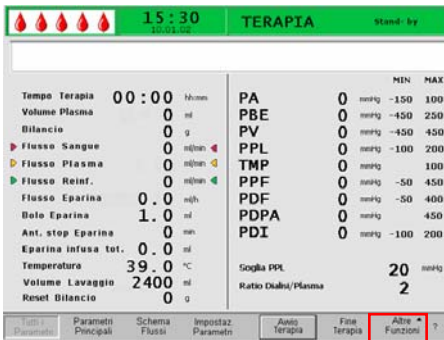 15:30
10.01.02
TERAPIA
Stand- by
Tempo Terapia 00:00 hh:mm
Volume Plasma 0 ml
Bilancio 0 g
Flusso Sangue 0 ml/min
Flusso Plasma 0 ml/min
Flusso Reinf. 0 ml/min
Flusso Eparina 0.0 ml/h
Bolo Eparina 1.0 ml
Ant. stop Eparina 0 min
Eparina infusa tot. 0.0 ml
Temperatura 39.0 °C
Volume Lavaggio 2400 ml
Reset Bilancio 0 g
MIN MAX
PA 0 mmHg -150 100
PBE 0 mmHg -450 250
PV 0 mmHg -450 450
PPL 0 mmHg -100 200
TMP 0 mmHg 100
PPF 0 mmHg -50 450
PDF 0 mmHg -50 400
PDPA 0 mmHg 450
PDI 0 mmHg -100 200
Soglia PPL 20 mmHg
Ratio Dialisi/Plasma 2
Tutti i Parametri
Parametri Principali
Schema Flussi
Impostaz. Parametri
Avvio Terapia
Fine Terapia
Altre Funzioni
?